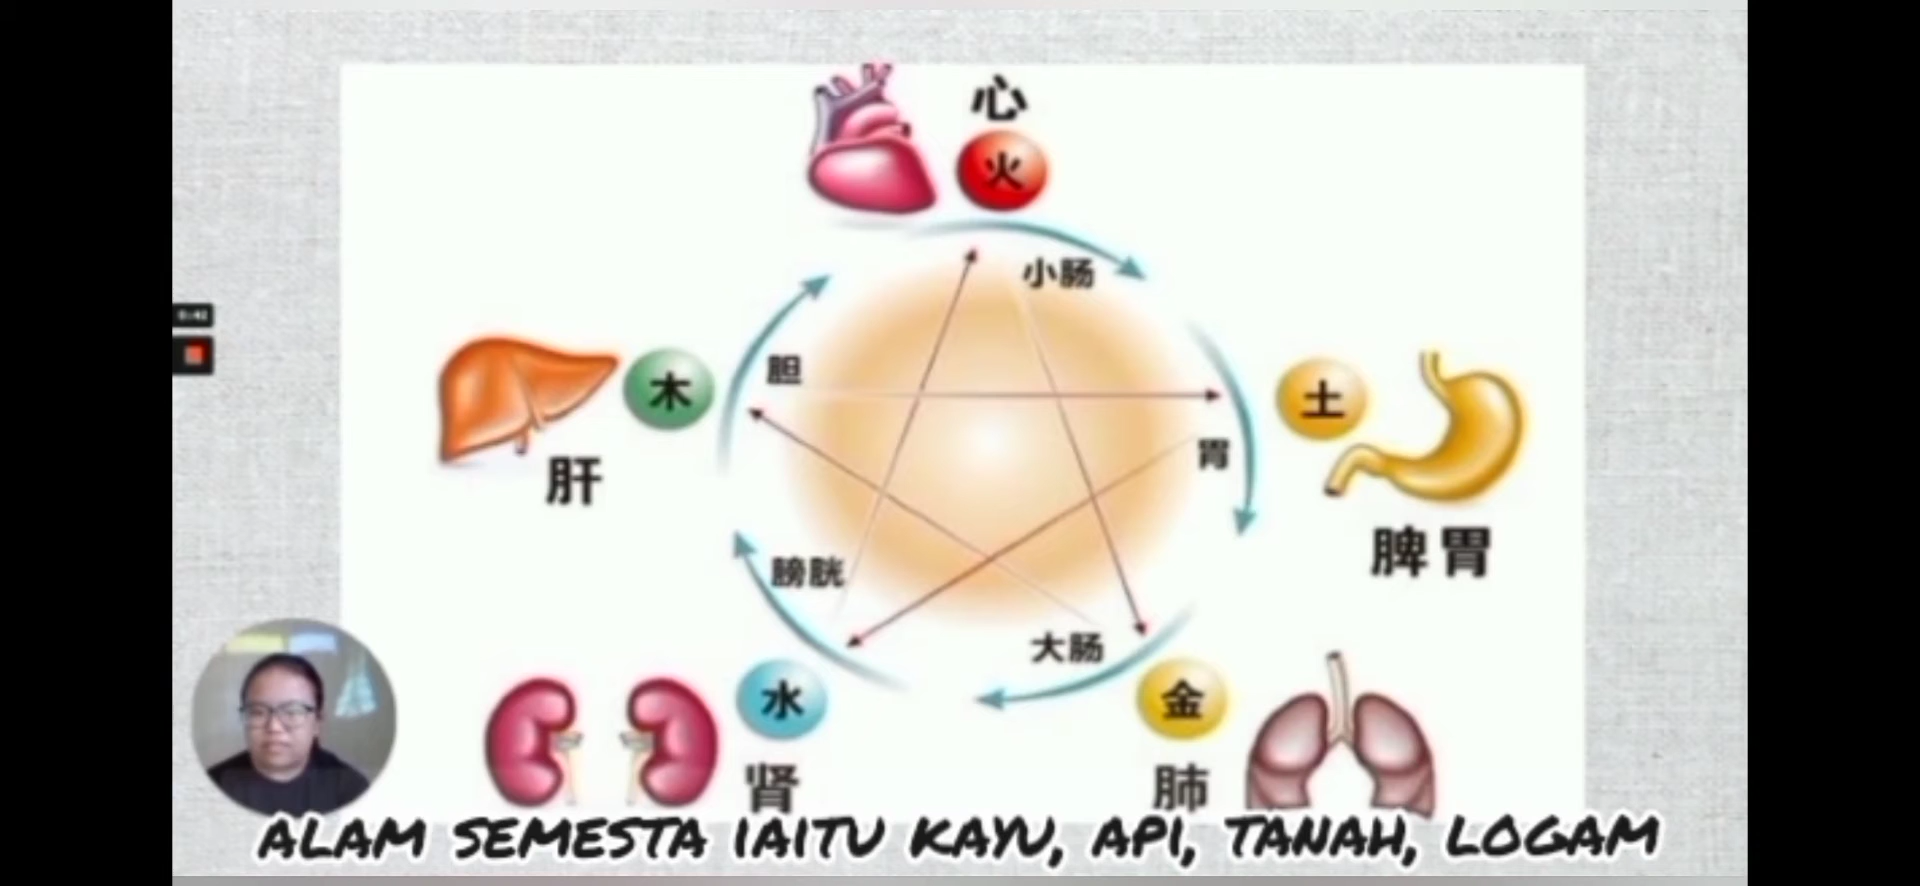 心
火
小肠
胆
木
土
肝
胃
脾胃
膀胱
大肠
水
金
肾
肺
ALAM SEMESTA IAITU KAYU, API, TANAH, LOGAM